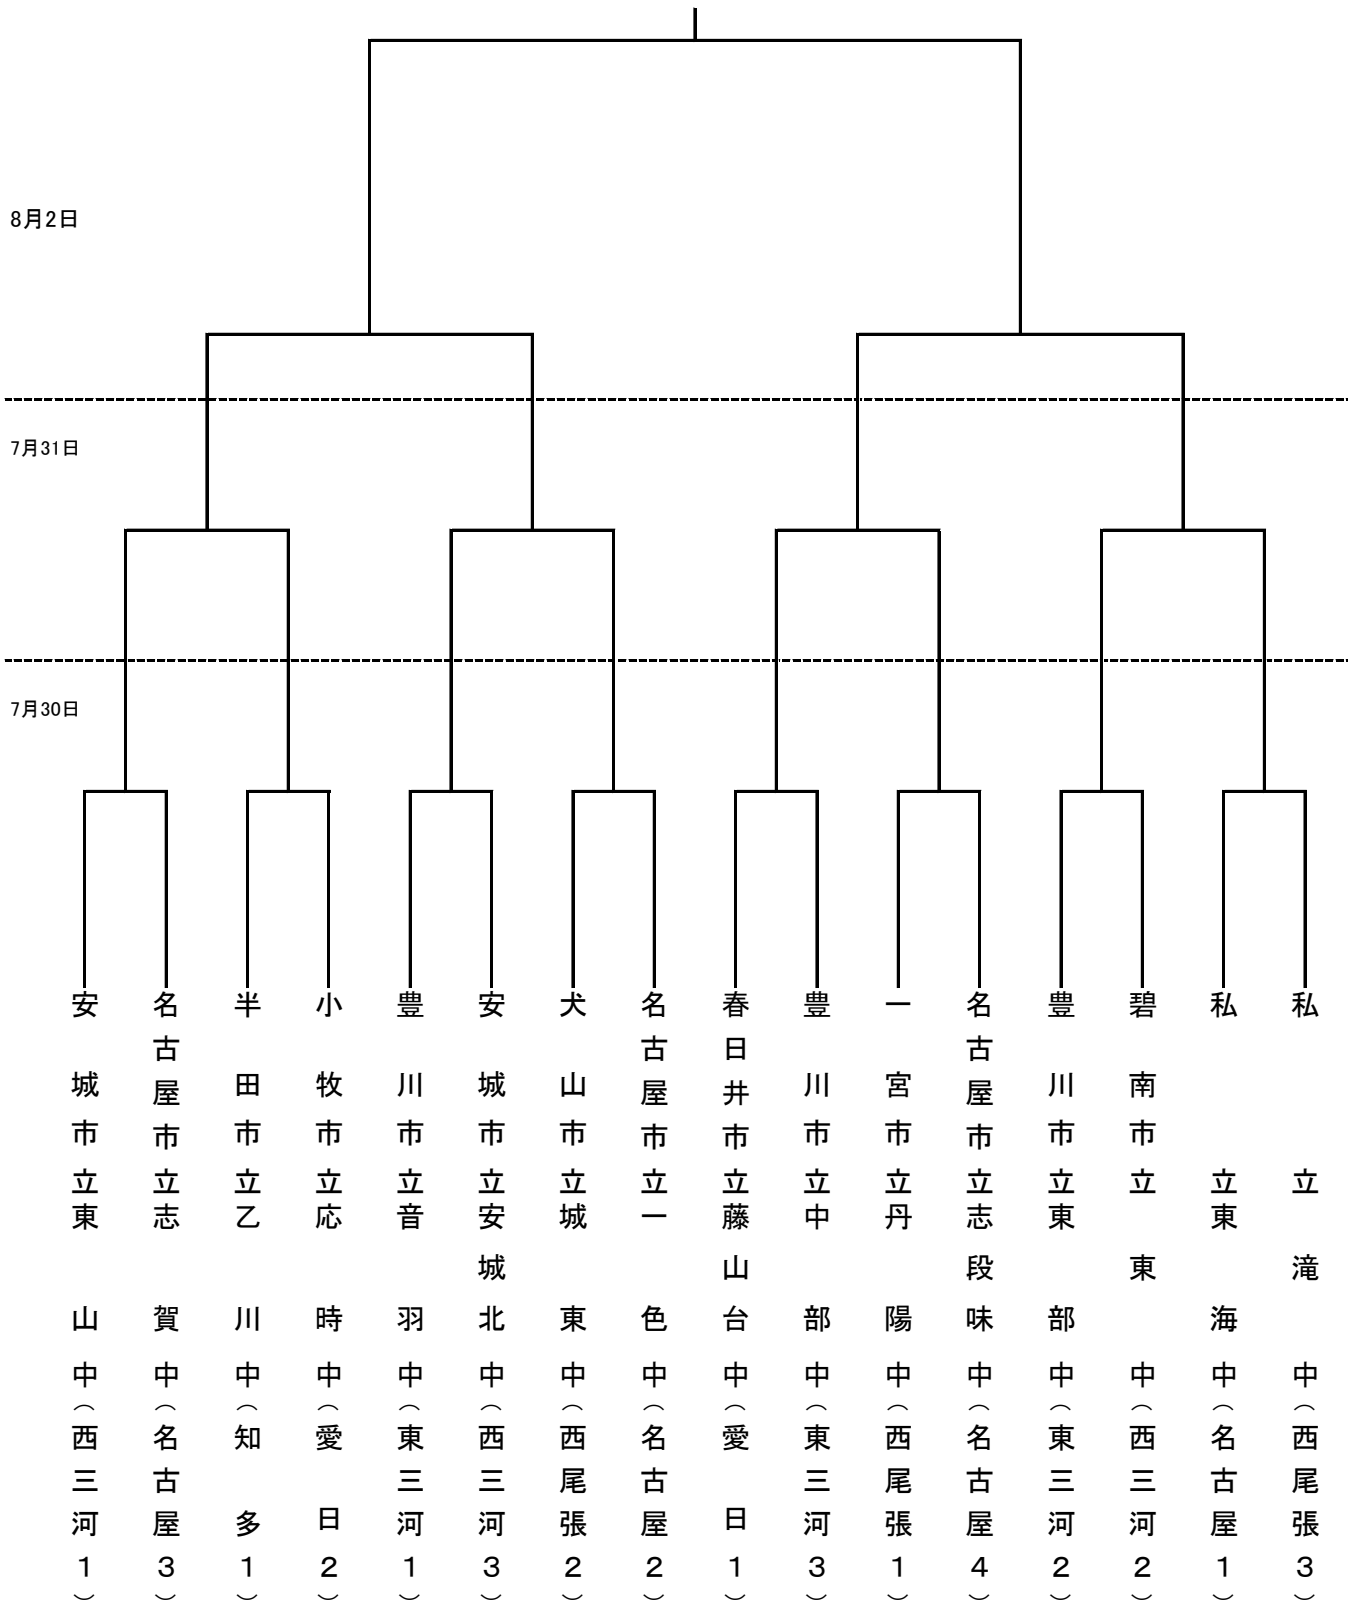 8月2日
7月31日
7月30日
安城市立東山中（西三河1）
名古屋市立志賀中（名古屋3）
半田市立乙川中（知多1）
小牧市立応時中（愛日2）
豊川市立音羽中（東三河1）
安城市立安城北中（西三河3）
犬山市立城東中（西尾張2）
名古屋市立一色中（名古屋2）
春日井市立藤山台中（愛日1）
豊川市立中部中（東三河3）
一宮市立丹陽中（西尾張1）
名古屋市立志段味中（名古屋4）
豊川市立東部中（東三河2）
碧南市立東中（西三河2）
私立東海中（名古屋1）
私立滝中（西尾張3）